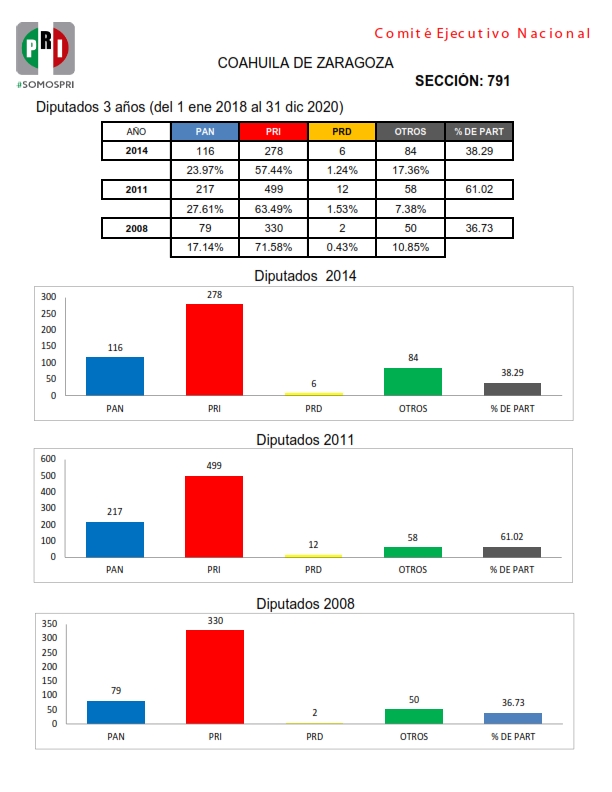 Comité Ejecutivo Nacional
PRI
#SOMOSPRI
COAHUILA DE ZARAGOZA
SECCIÓN: 791
Diputados 3 años (del 1 ene 2018 al 31 dic 2020)
AÑO PAN PRI PRD OTROS % DE PART
2014 116 278 6 84 38.29
23.97% 57.44% 1.24% 17.36%
2011 217 499 12 58 61.02
27.61% 63.49% 1.53% 7.38%
2008 79 330 2 50 36.73
17.14% 71.58% 0.43% 10.85%
Diputados 2014
300
250
200
150
100
50
0
116
278
6
84
38.29
PAN PRI PRD OTROS % DE PART
Diputados 2011
600
500
400
300
200
100
0
217
499
12
58
61.02
PAN PRI PRD OTROS % DE PART
Diputados 2008
350
300
250
200
150
100
50
0
79
330
2
50
36.73
PAN PRI PRD OTROS % DE PART